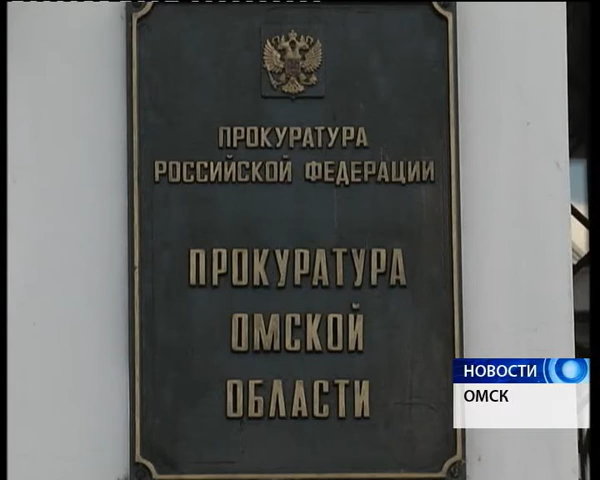 ПРОКУРАТУРА
РОССИЙСКОЙ ФЕДЕРАЦИИ
ПРОКУРАТУРА
ОМСКОЙ
ОБЛАСТИ
НОВОСТИ
ОМСК